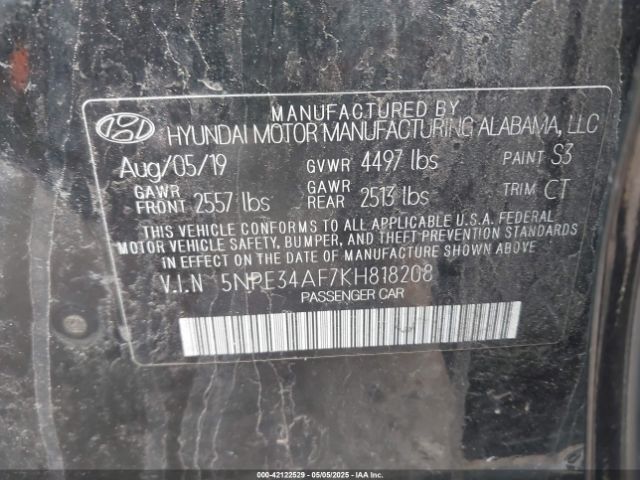 MANUFACTURED BY
HYUNDAI MOTOR MANUFACTURING ALABAMA, LLC
Aug/05/19 GVWR 4497 lbs PAINT S3
GAWR FRONT 2557 lbs GAWR REAR 2513 lbs TRIM CT
THIS VEHICLE CONFORMS TO ALL APPLICABLE U.S.A. FEDERAL
MOTOR VEHICLE SAFETY, BUMPER, AND THEFT PREVENTION STANDARDS
IN EFFECT ON THE DATE OF MANUFACTURE SHOWN ABOVE.
V.I.N 5NPE34AF7KH818208
PASSENGER CAR
000-42122529 - 05/05/2025 - IAA Inc.